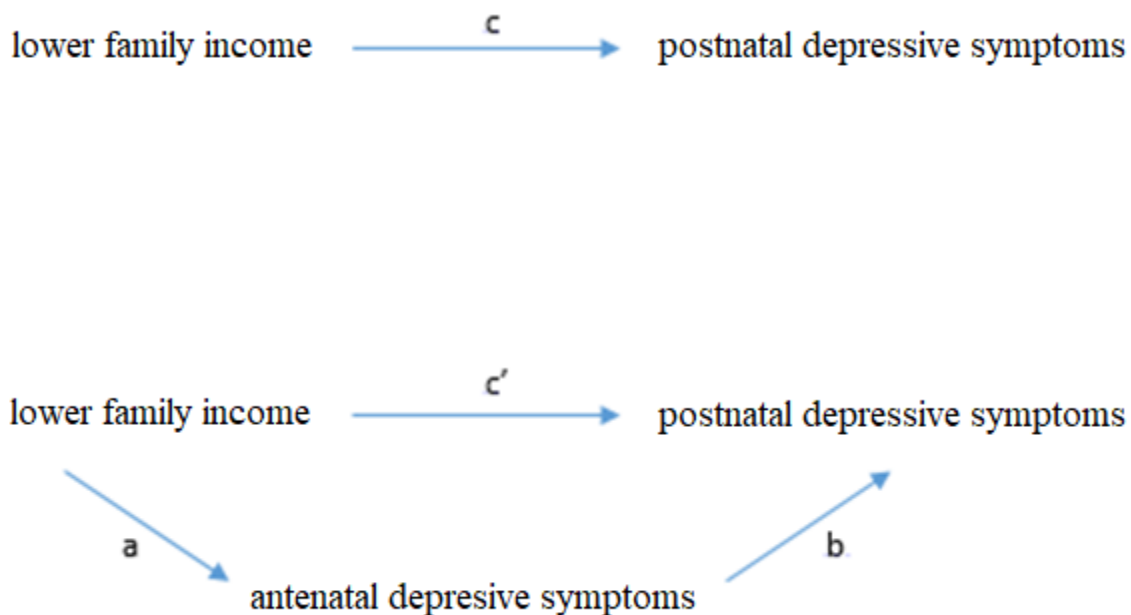 c
lower family income postnatal depressive symptoms
c′
lower family income postnatal depressive symptoms
a b
antenatal depresive symptoms